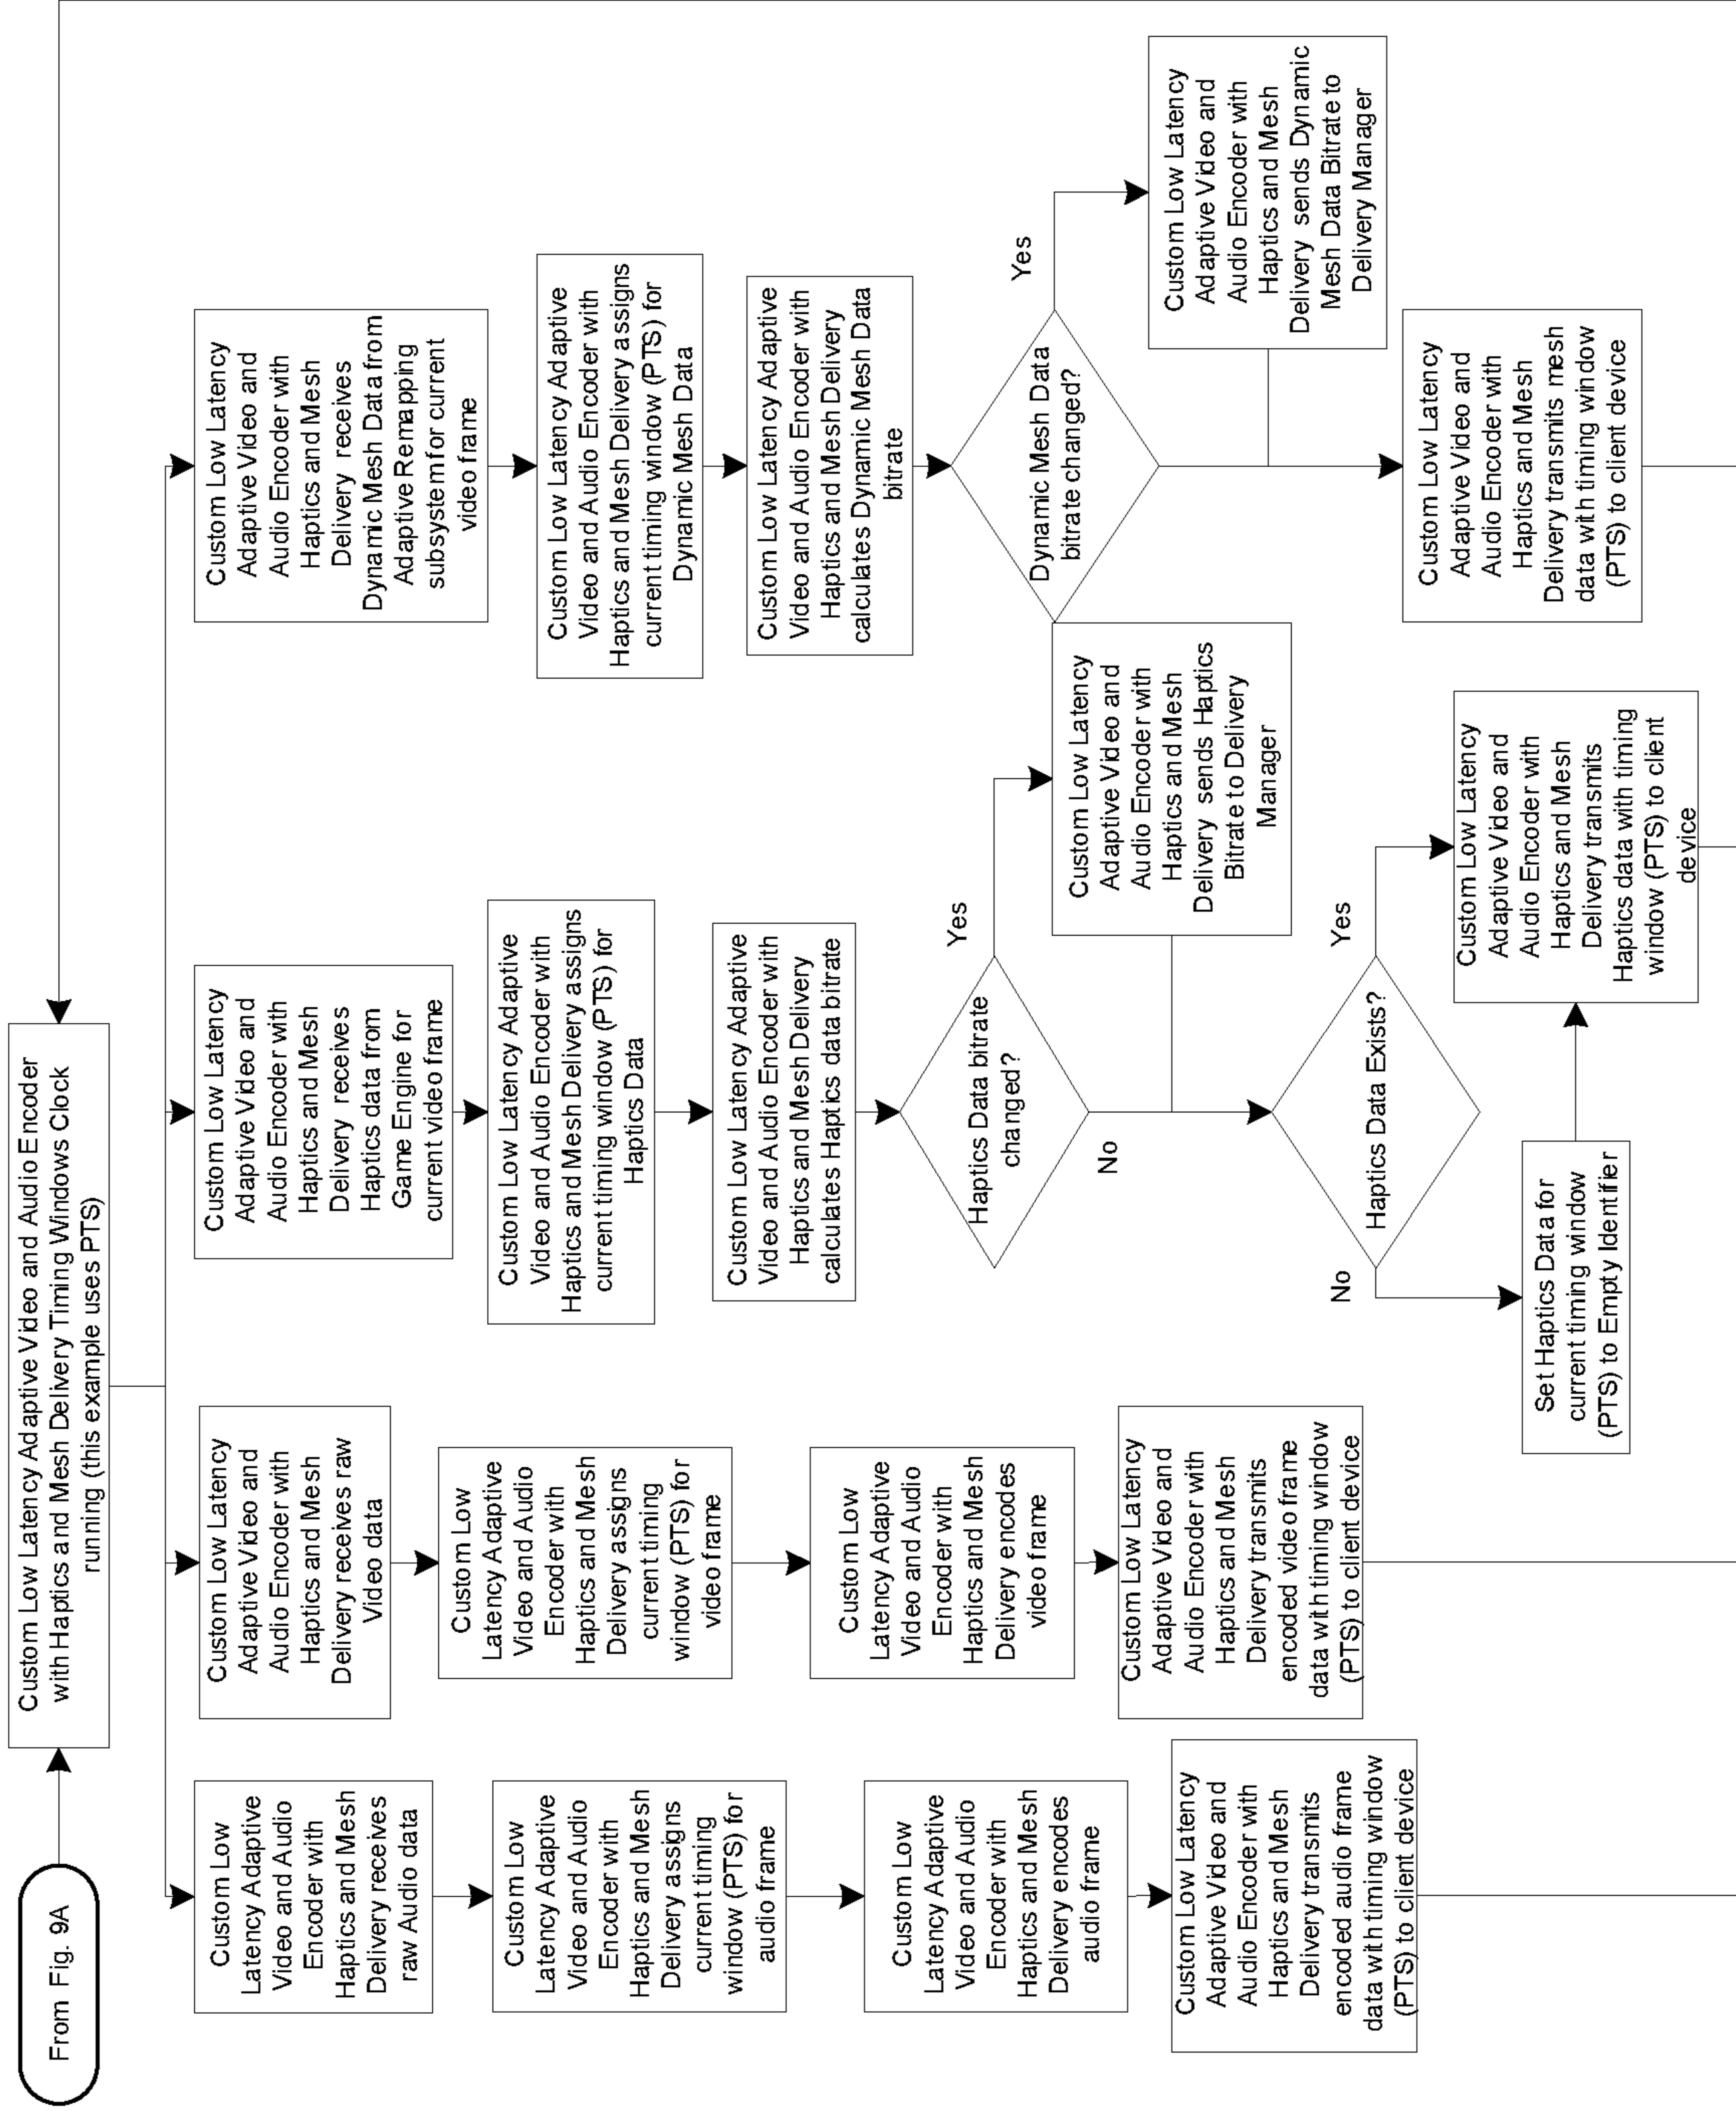 From Fig. 9A
Custom Low Latency Adaptive Video and Audio Encoder
with Haptics and Mesh Delivery Timing Windows Clock
running (this example uses PTS)
Custom Low
Latency Adaptive
Video and Audio
Encoder with
Haptics and Mesh
Delivery receives
raw Audio data
Custom Low
Latency Adaptive
Video and Audio
Encoder with
Haptics and Mesh
Delivery assigns
current timing
window (PTS) for
audio frame
Custom Low
Latency Adaptive
Video and Audio
Encoder with
Haptics and Mesh
Delivery encodes
audio frame
Custom Low Latency
Adaptive Video and
Audio Encoder with
Haptics and Mesh
Delivery transmits
encoded audio frame
data with timing window
(PTS) to client device
Custom Low Latency
Adaptive Video and
Audio Encoder with
Haptics and Mesh
Delivery receives raw
Video data
Custom Low
Latency Adaptive
Video and Audio
Encoder with
Haptics and Mesh
Delivery assigns
current timing
window (PTS) for
video frame
Custom Low
Latency Adaptive
Video and Audio
Encoder with
Haptics and Mesh
Delivery encodes
video frame
Custom Low Latency
Adaptive Video and
Audio Encoder with
Haptics and Mesh
Delivery transmits
encoded video frame
data with timing window
(PTS) to client device
Custom Low Latency
Adaptive Video and
Audio Encoder with
Haptics and Mesh
Delivery receives
Haptics data from
Game Engine for
current video frame
Custom Low Latency Adaptive
Video and Audio Encoder with
Haptics and Mesh Delivery assigns
current timing window (PTS) for
Haptics Data
Custom Low Latency Adaptive
Video and Audio Encoder with
Haptics and Mesh Delivery
calculates Haptics data bitrate
Haptics Data bitrate
changed?
Yes
No
Custom Low Latency
Adaptive Video and
Audio Encoder with
Haptics and Mesh
Delivery sends Haptics
Bitrate to Delivery
Manager
Haptics Data Exists?
Yes
No
Set Haptics Data for
current timing window
(PTS) to Empty Identifier
Custom Low Latency
Adaptive Video and
Audio Encoder with
Haptics and Mesh
Delivery transmits
Haptics data with timing
window (PTS) to client
device
Custom Low Latency
Adaptive Video and
Audio Encoder with
Haptics and Mesh
Delivery receives
Dynamic Mesh Data from
Adaptive Remapping
subsystem for current
video frame
Custom Low Latency Adaptive
Video and Audio Encoder with
Haptics and Mesh Delivery assigns
current timing window (PTS) for
Dynamic Mesh Data
Custom Low Latency Adaptive
Video and Audio Encoder with
Haptics and Mesh Delivery
calculates Dynamic Mesh Data
bitrate
Dynamic Mesh Data
bitrate changed?
Yes
Custom Low Latency
Adaptive Video and
Audio Encoder with
Haptics and Mesh
Delivery sends Dynamic
Mesh Data Bitrate to
Delivery Manager
Custom Low Latency
Adaptive Video and
Audio Encoder with
Haptics and Mesh
Delivery transmits mesh
data with timing window
(PTS) to client device